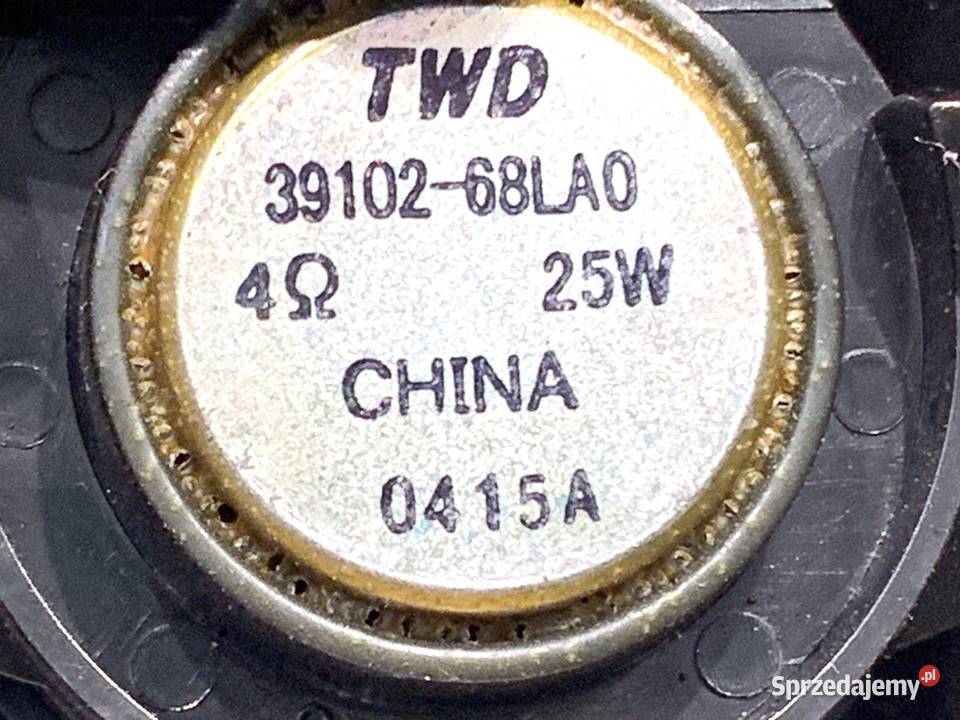 TWD
39102-68LA0
4Ω 25W
CHINA
0415A
Sprzedajemy.pl